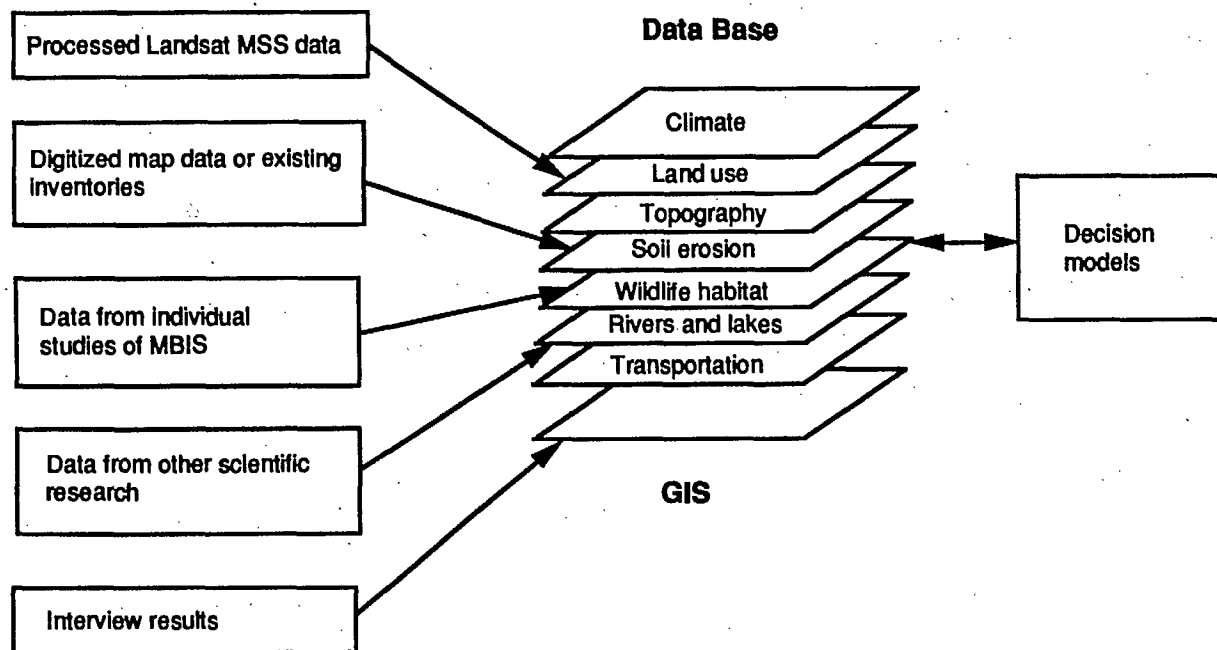 Processed Landsat MSS data
Digitized map data or existing
inventories
Data from individual
studies of MBIS
Data from other scientific
research
Interview results
Data Base
Climate
Land use
Topography
Soil erosion
Wildlife habitat
Rivers and lakes
Transportation
GIS
Decision
models